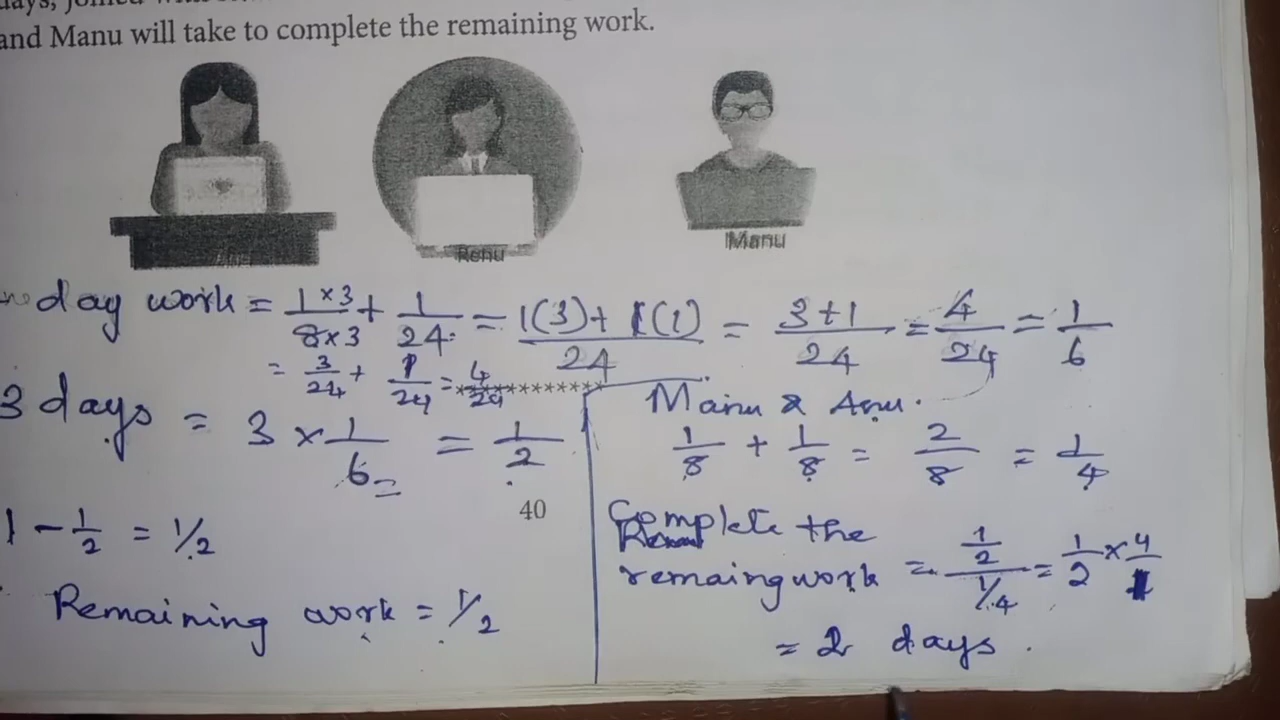 and Manu will take to complete the remaining work.
Renu
Manu
day work = 1×3/8×3 + 1/24 = 1(3)+ 1(1)/24 = 3+1/24 = 4/24 = 1/6
= 3/24 + 1/24 = 4/24
***********
3 days = 3 × 1/6 = 1/2
40
1 - 1/2 = 1/2
Remaining work = 1/2
Manu & Anu.
1/8 + 1/8 = 2/8 = 1/4
Complete the
remaing work = 1/2 / 1/4 = 1/2 × 4/1
= 2 days.